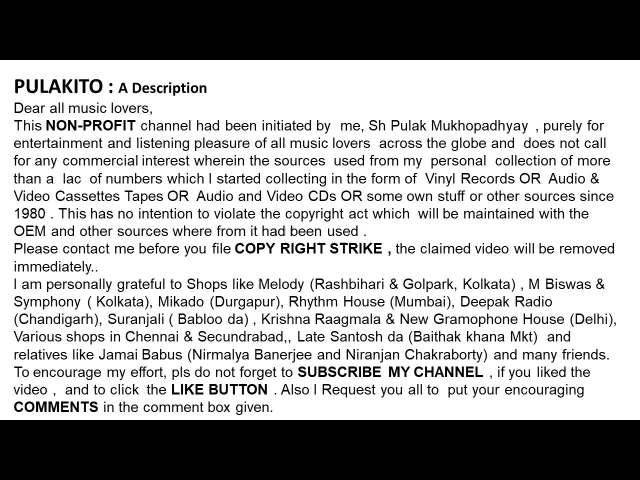 PULAKITO : A Description
Dear all music lovers,
This NON-PROFIT channel had been initiated by me, Sh Pulak Mukhopadhyay , purely for
entertainment and listening pleasure of all music lovers across the globe and does not call
for any commercial interest wherein the sources used from my personal collection of more
than a lac of numbers which I started collecting in the form of Vinyl Records OR Audio &
Video Cassettes Tapes OR Audio and Video CDs OR some own stuff or other sources since
1980 . This has no intention to violate the copyright act which will be maintained with the
OEM and other sources where from it had been used .
Please contact me before you file COPY RIGHT STRIKE , the claimed video will be removed
immediately..
I am personally grateful to Shops like Melody (Rashbihari & Golpark, Kolkata) , M Biswas &
Symphony ( Kolkata), Mikado (Durgapur), Rhythm House (Mumbai), Deepak Radio
(Chandigarh), Suranjali ( Babloo da) , Krishna Raagmala & New Gramophone House (Delhi),
Various shops in Chennai & Secundrabad,, Late Santosh da (Baithak khana Mkt) and
relatives like Jamai Babus (Nirmalya Banerjee and Niranjan Chakraborty) and many friends.
To encourage my effort, pls do not forget to SUBSCRIBE MY CHANNEL , if you liked the
video , and to click the LIKE BUTTON . Also I Request you all to put your encouraging
COMMENTS in the comment box given.